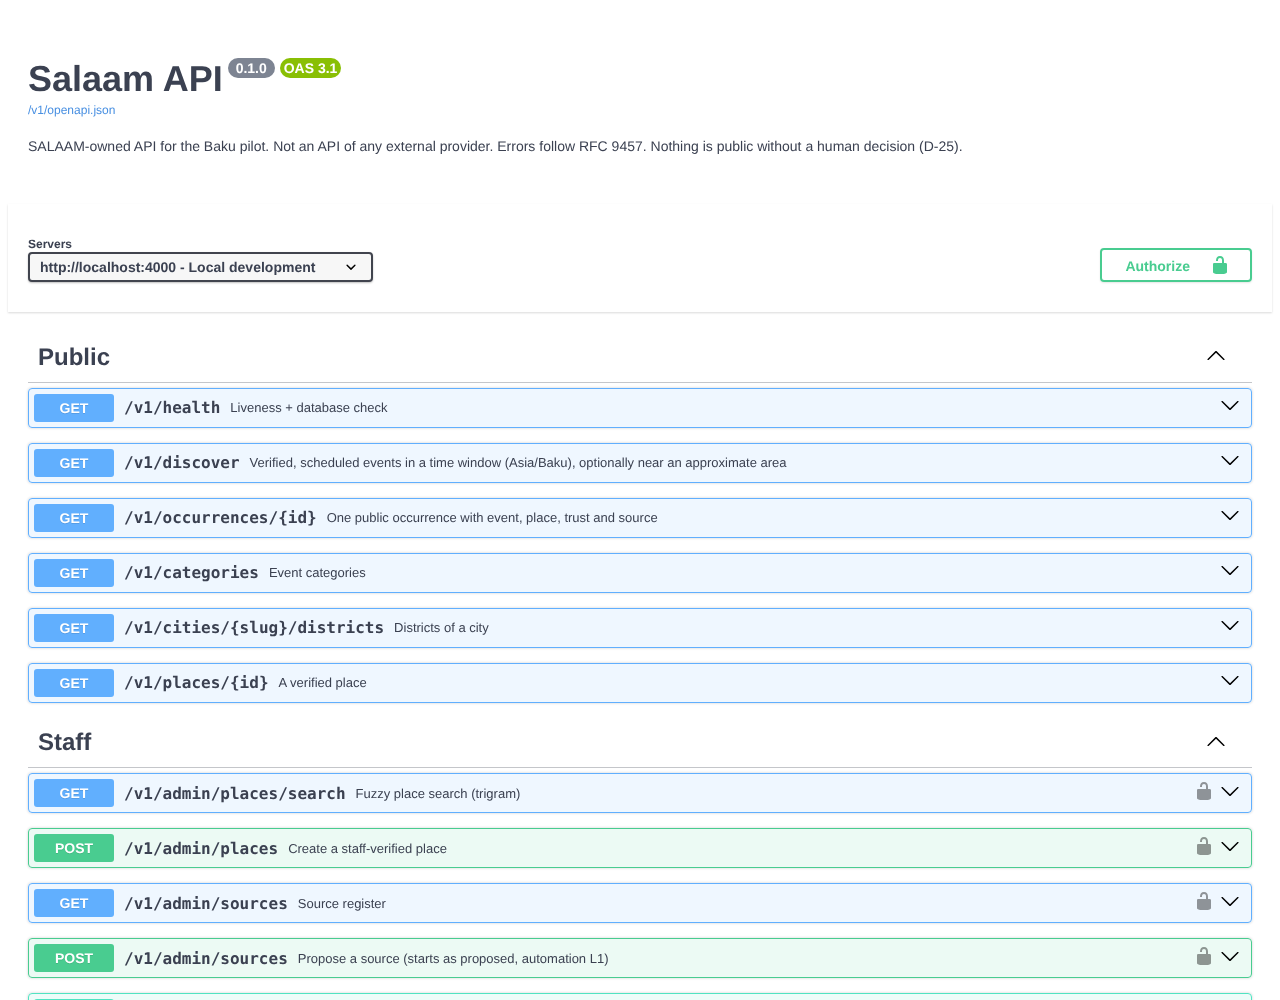 Salaam API 0.1.0 OAS 3.1
/v1/openapi.json
SALAAM-owned API for the Baku pilot. Not an API of any external provider. Errors follow RFC 9457. Nothing is public without a human decision (D-25).
Servers
http://localhost:4000 - Local development
Authorize
Public
GET /v1/health Liveness + database check
GET /v1/discover Verified, scheduled events in a time window (Asia/Baku), optionally near an approximate area
GET /v1/occurrences/{id} One public occurrence with event, place, trust and source
GET /v1/categories Event categories
GET /v1/cities/{slug}/districts Districts of a city
GET /v1/places/{id} A verified place
Staff
GET /v1/admin/places/search Fuzzy place search (trigram)
POST /v1/admin/places Create a staff-verified place
GET /v1/admin/sources Source register
POST /v1/admin/sources Propose a source (starts as proposed, automation L1)